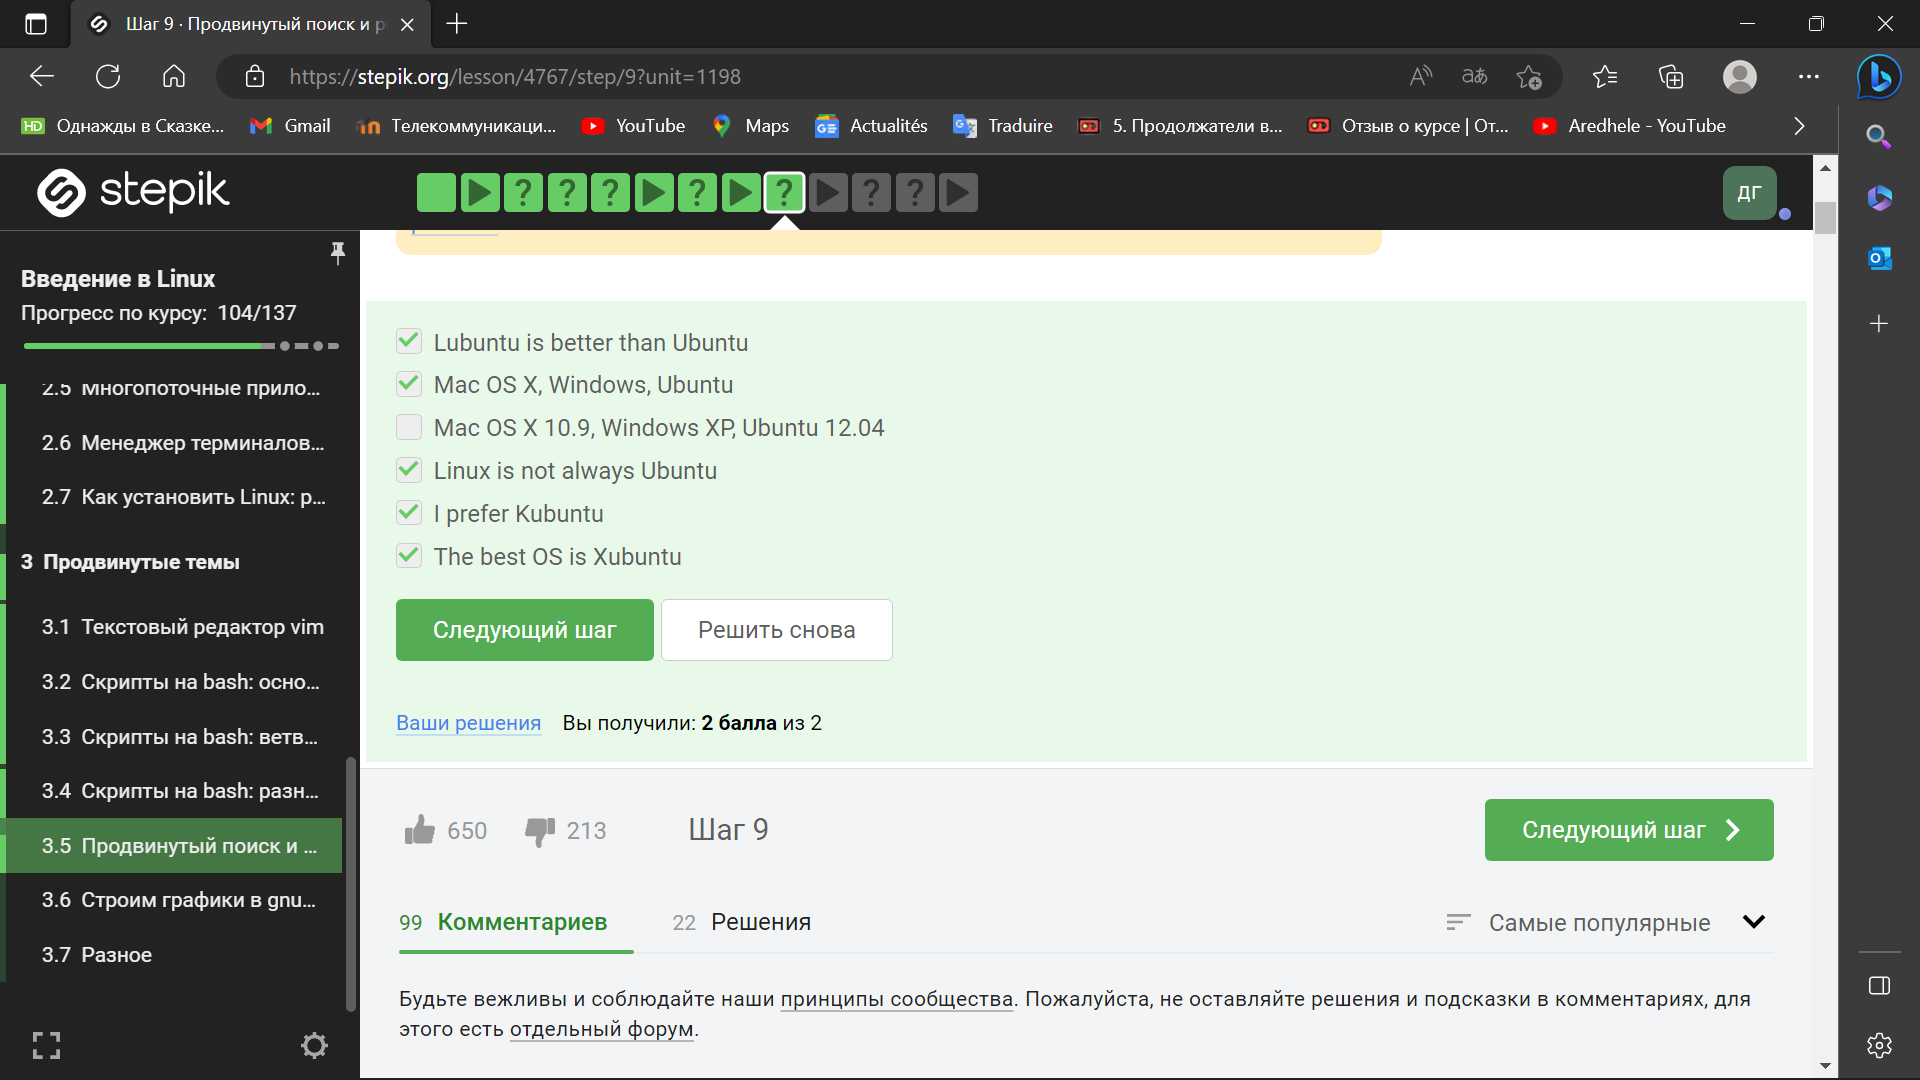 Шаг 9 · Продвинутый поиск и р
https://stepik.org/lesson/4767/step/9?unit=1198
Однажды в Сказке... Gmail Телекоммуникаци... YouTube Maps Actualités Traduire 5. Продолжатели в... Отзыв о курсе | От... Aredhele - YouTube
stepik
ДГ
Введение в Linux
Прогресс по курсу: 104/137
2.5 Многопоточные прило...
2.6 Менеджер терминалов...
2.7 Как установить Linux: р...
3 Продвинутые темы
3.1 Текстовый редактор vim
3.2 Скрипты на bash: осно...
3.3 Скрипты на bash: ветв...
3.4 Скрипты на bash: разн...
3.5 Продвинутый поиск и ...
3.6 Строим графики в gnu...
3.7 Разное
Lubuntu is better than Ubuntu
Mac OS X, Windows, Ubuntu
Mac OS X 10.9, Windows XP, Ubuntu 12.04
Linux is not always Ubuntu
I prefer Kubuntu
The best OS is Xubuntu
Следующий шаг Решить снова
Ваши решения Вы получили: 2 балла из 2
650 213 Шаг 9 Следующий шаг
99 Комментариев 22 Решения Самые популярные
Будьте вежливы и соблюдайте наши принципы сообщества. Пожалуйста, не оставляйте решения и подсказки в комментариях, для
этого есть отдельный форум.